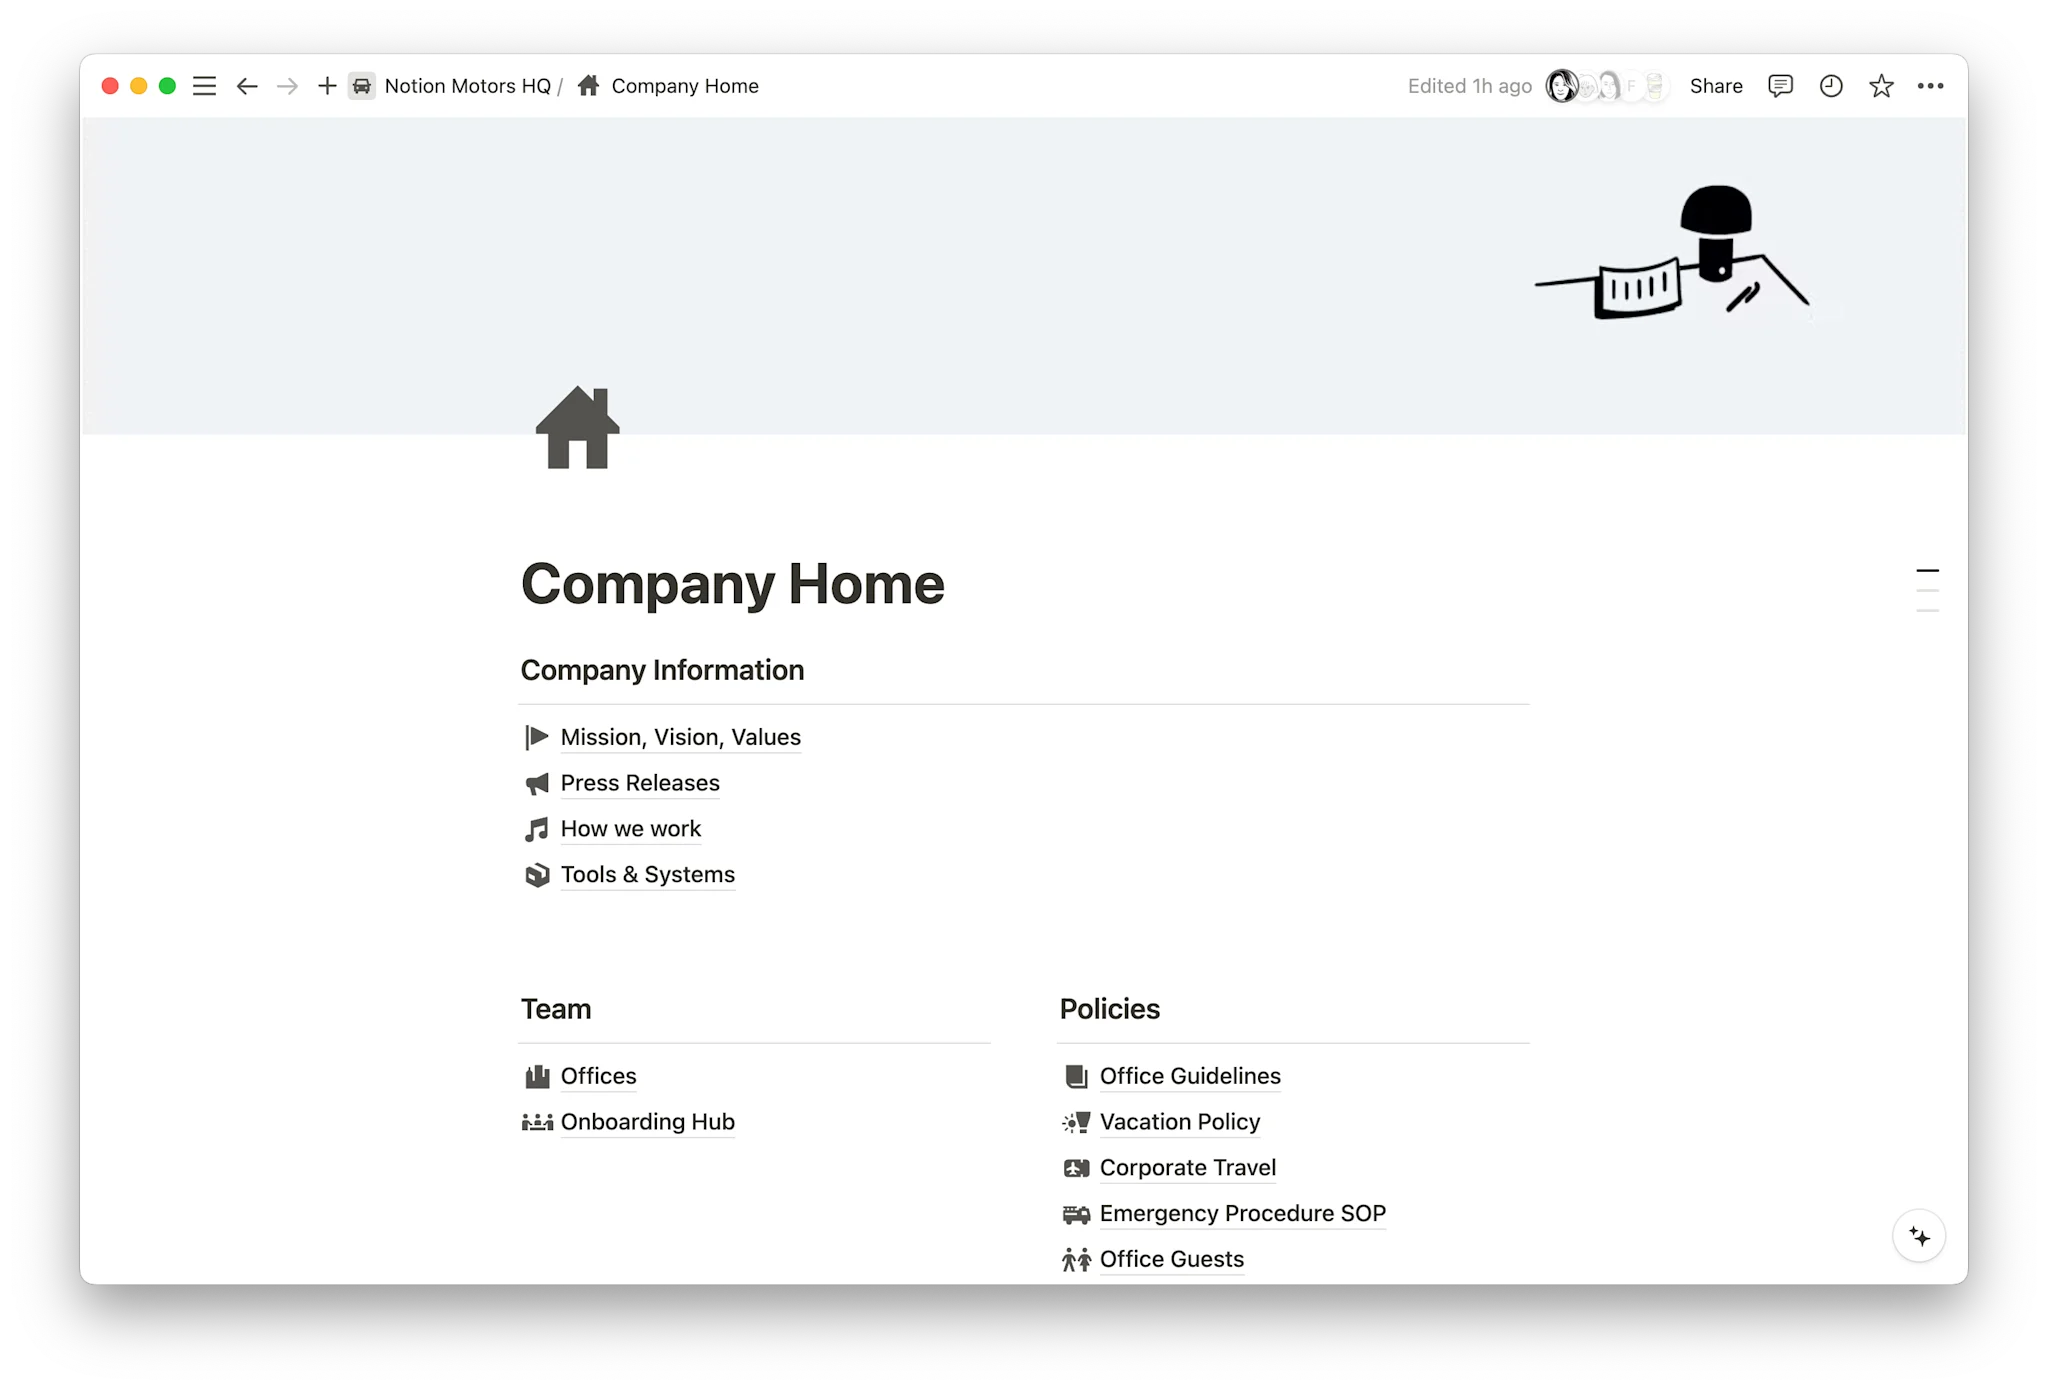 Notion Motors HQ / Company Home
Edited 1h ago
F
Share
Company Home
Company Information
Mission, Vision, Values
Press Releases
How we work
Tools & Systems
Team
Offices
Onboarding Hub
Policies
Office Guidelines
Vacation Policy
Corporate Travel
Emergency Procedure SOP
Office Guests